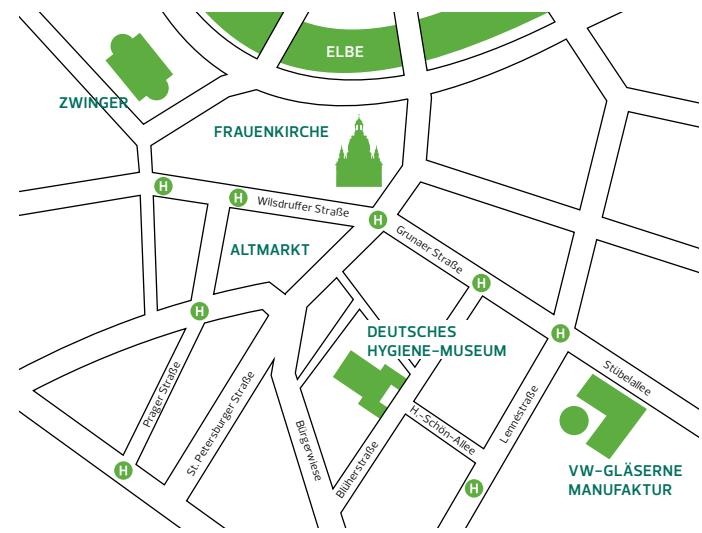 ELBE
ZWINGER
FRAUENKIRCHE
H
H
Wilsdruffer Straße
H
Grunaer Straße
ALTMARKT
H
H
DEUTSCHES
HYGIENE-MUSEUM
H
Stübelallee
Prager Straße
St. Petersburger Straße
Bürgerwiese
Blüherstraße
H.-Schön-Allee
Lennéstraße
H
H
VW-GLÄSERNE
MANUFAKTUR